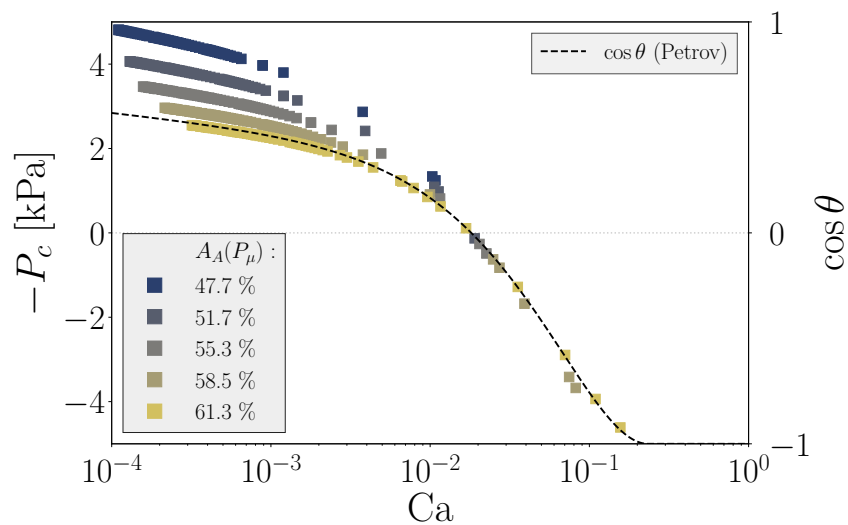 cos θ (Petrov)
−P_c [kPa]
4
2
0
−2
−4
1
0
−1
cos θ
A_A(P_μ) :
47.7 %
51.7 %
55.3 %
58.5 %
61.3 %
10^−4 10^−3 10^−2 10^−1 10^0
Ca